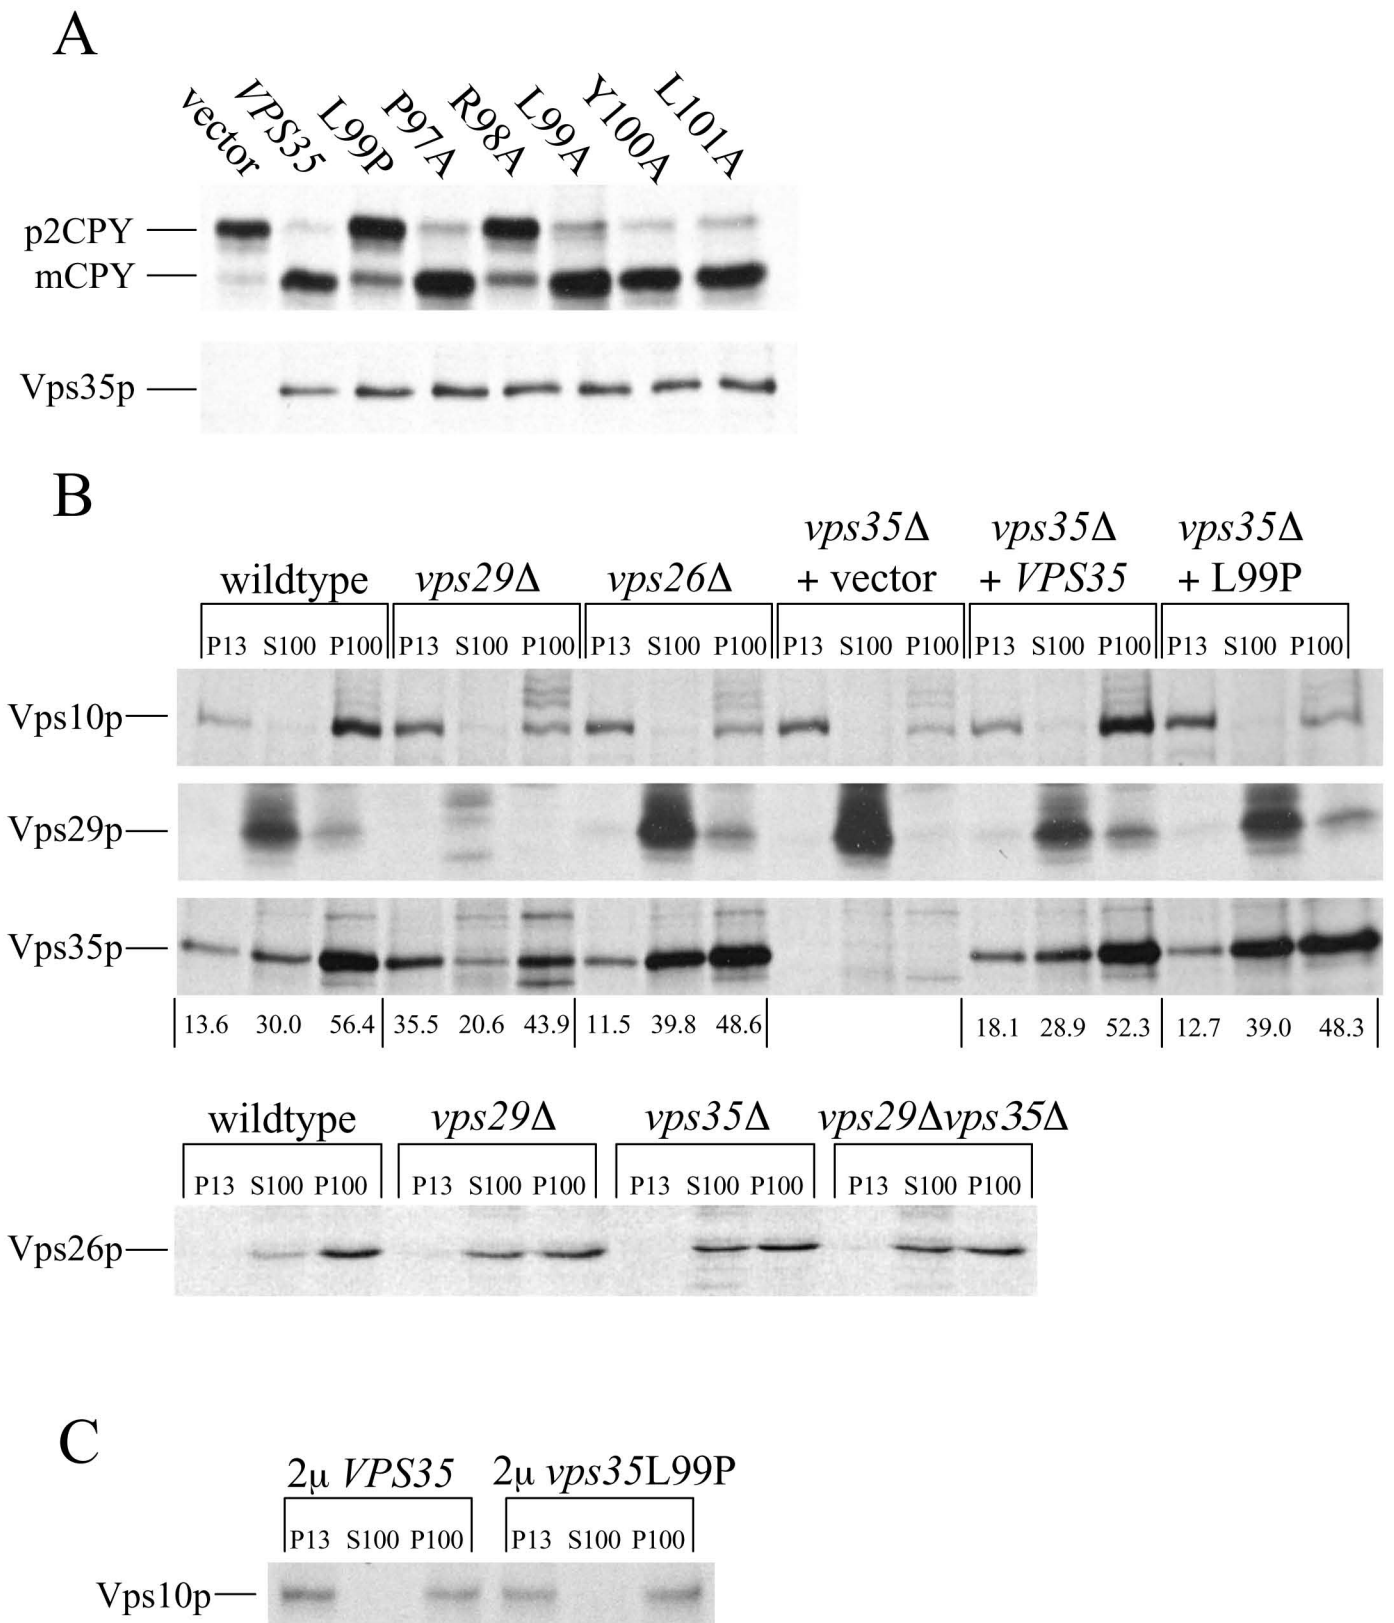 A
vector VPS35 L99P P97A R98A L99A Y100A L101A
p2CPY
mCPY
Vps35p
B
vps35Δ vps35Δ vps35Δ
wildtype vps29Δ vps26Δ + vector + VPS35 + L99P
P13 S100 P100 P13 S100 P100 P13 S100 P100 P13 S100 P100 P13 S100 P100 P13 S100 P100
Vps10p
Vps29p
Vps35p
13.6 30.0 56.4 35.5 20.6 43.9 11.5 39.8 48.6 18.1 28.9 52.3 12.7 39.0 48.3
wildtype vps29Δ vps35Δ vps29Δvps35Δ
P13 S100 P100 P13 S100 P100 P13 S100 P100 P13 S100 P100
Vps26p
C
2μ VPS35 2μ vps35L99P
P13 S100 P100 P13 S100 P100
Vps10p